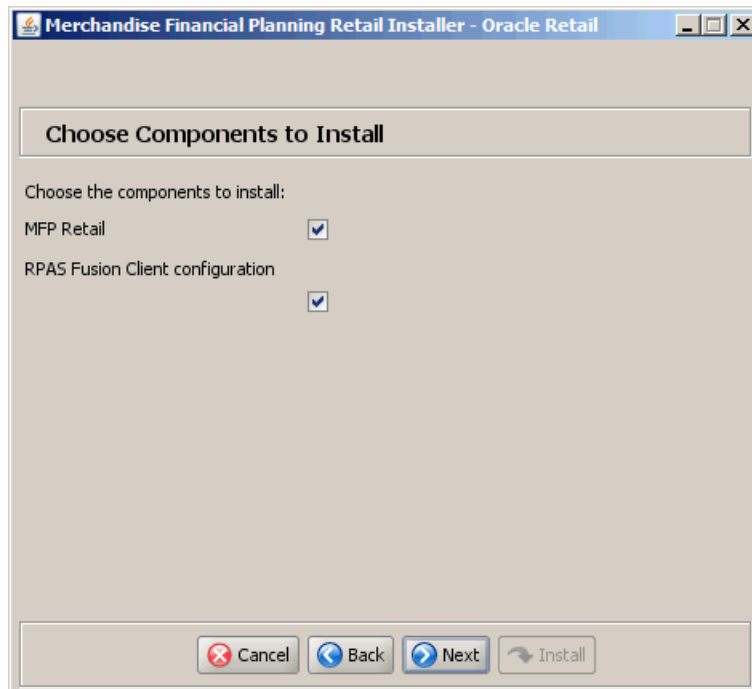 Merchandise Financial Planning Retail Installer - Oracle Retail
Choose Components to Install
Choose the components to install:
MFP Retail
RPAS Fusion Client configuration
Cancel Back Next Install